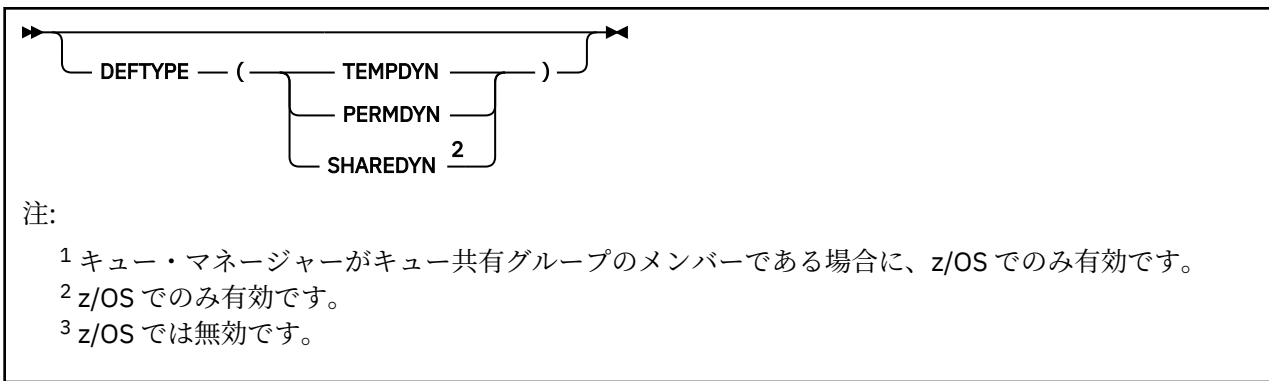 DEFTYPE ( TEMPDYN )
PERMDYN
SHAREDYN 2
注:
1 キュー・マネージャーがキュー共有グループのメンバーである場合に、z/OS でのみ有効です。
2 z/OS でのみ有効です。
3 z/OS では無効です。